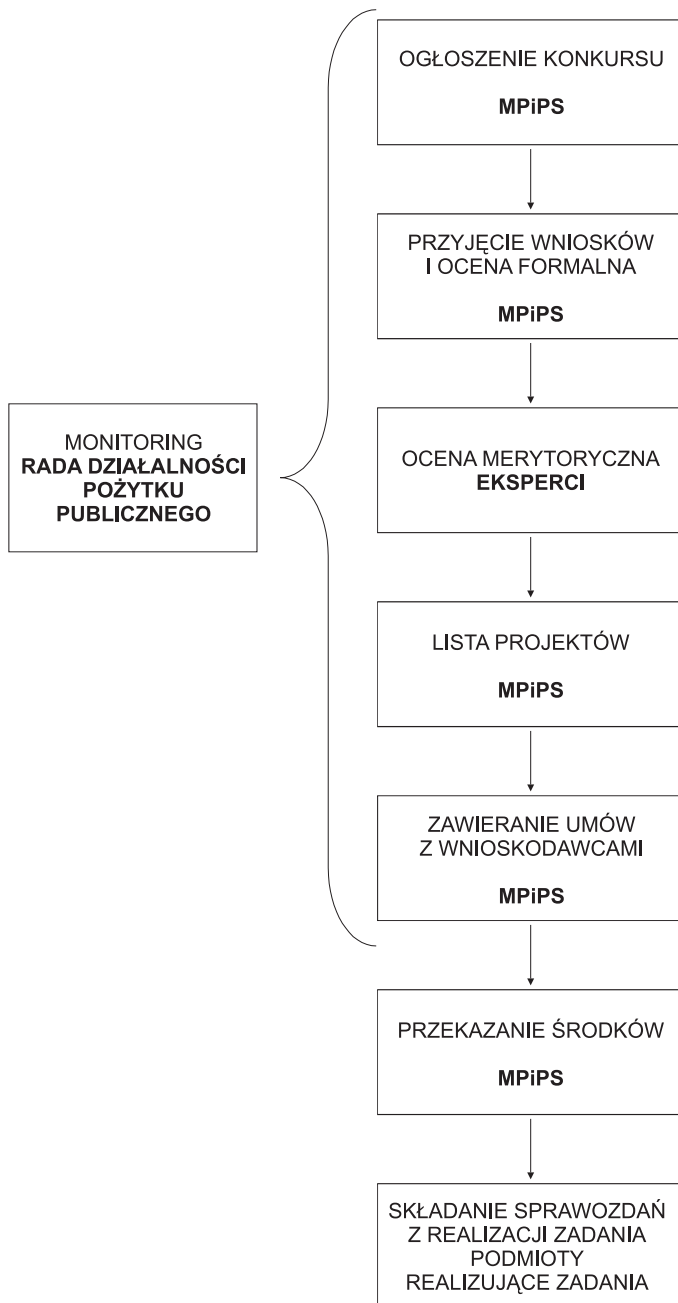 OGŁOSZENIE KONKURSU
MPiPS
PRZYJĘCIE WNIOSKÓW
I OCENA FORMALNA
MPiPS
MONITORING
RADA DZIAŁALNOŚCI
POŻYTKU
PUBLICZNEGO
OCENA MERYTORYCZNA
EKSPERCI
LISTA PROJEKTÓW
MPiPS
ZAWIERANIE UMÓW
Z WNIOSKODAWCAMI
MPiPS
PRZEKAZANIE ŚRODKÓW
MPiPS
SKŁADANIE SPRAWOZDAŃ
Z REALIZACJI ZADANIA
PODMIOTY
REALIZUJĄCE ZADANIA